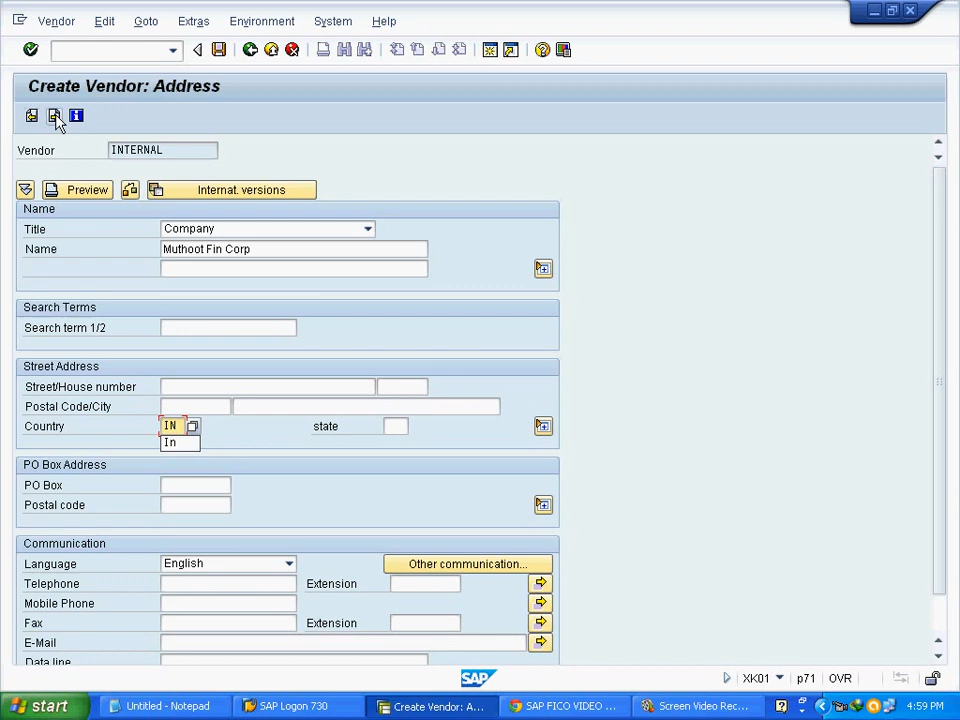 Vendor Edit Goto Extras Environment System Help
Create Vendor: Address
Vendor INTERNAL
Preview Internat. versions
Name
Title Company
Name Muthoot Fin Corp
Search Terms
Search term 1/2
Street Address
Street/House number
Postal Code/City
Country IN state
In
PO Box Address
PO Box
Postal code
Communication
Language English Other communication...
Telephone Extension
Mobile Phone
Fax Extension
E-Mail
Data line
SAP XK01 p71 OVR
start Untitled - Notepad SAP Logon 730 Create Vendor: A... SAP FICO VIDEO ... Screen Video Rec... 4:59 PM